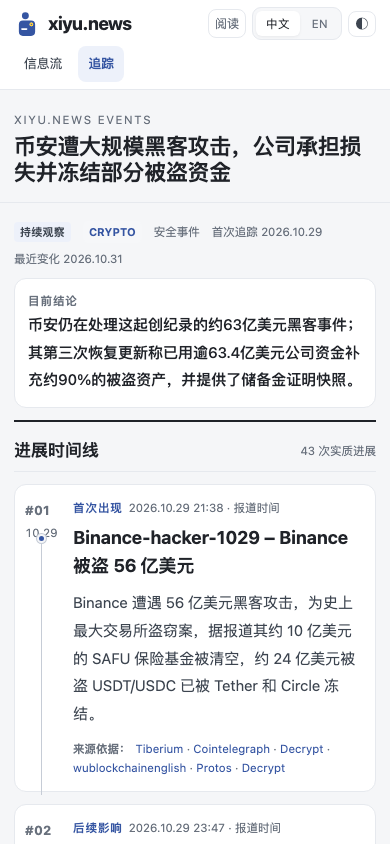 xiyu.news
阅读
中文
EN
信息流
追踪
XIYU.NEWS EVENTS
币安遭大规模黑客攻击，公司承担损
失并冻结部分被盗资金
持续观察 CRYPTO 安全事件 首次追踪 2026.10.29
最近变化 2026.10.31
目前结论
币安仍在处理这起创纪录的约63亿美元黑客事件；
其第三次恢复更新称已用逾63.4亿美元公司资金补
充约90%的被盗资产，并提供了储备金证明快照。
进展时间线
43 次实质进展
#01
10.29
首次出现 2026.10.29 21:38 · 报道时间
Binance-hacker-1029 – Binance
被盗 56 亿美元
Binance 遭遇 56 亿美元黑客攻击，为史上
最大交易所盗窃案，据报道其约 10 亿美元
的 SAFU 保险基金被清空，约 24 亿美元被
盗 USDT/USDC 已被 Tether 和 Circle 冻
结。
来源依据： Tiberium · Cointelegraph · Decrypt ·
wublockchainenglish · Protos · Decrypt
#02
后续影响 2026.10.29 23:47 · 报道时间